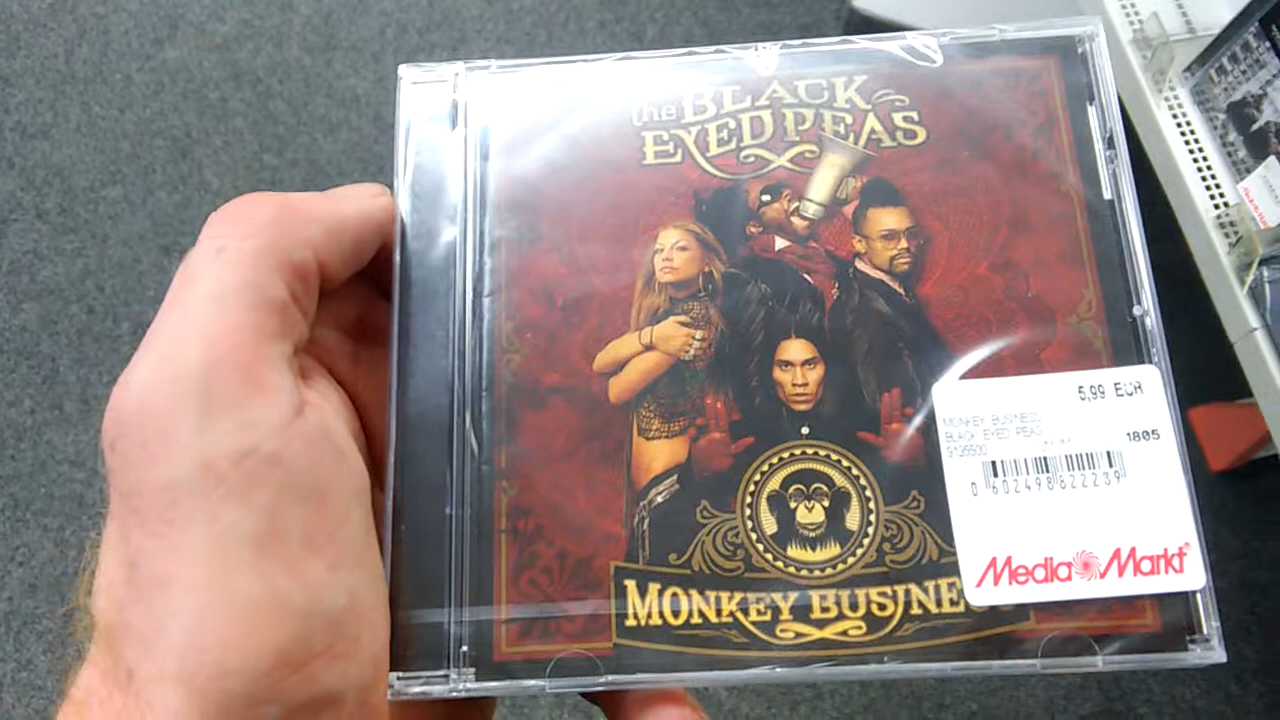 the BLACK
EYED PEAS
5,99 EUR
MONKEY BUSINESS
BLACK EYED PEAS
9135500
1805
0 602498 822239
Media Markt
MONKEY BUSINE